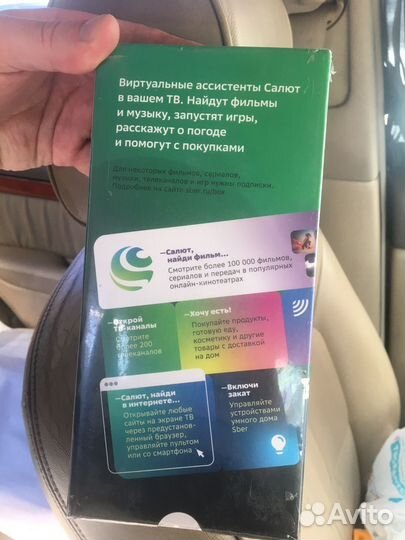 Виртуальные ассистенты Салют
в вашем ТВ. Найдут фильмы
и музыку, запустят игры,
расскажут о погоде
и помогут с покупками
Для некоторых фильмов, сериалов,
музыки, телеканалов и игр нужны подписки.
Подробнее на сайте sber.ru/box
—Салют,
найди фильм...
Смотрите более 100 000 фильмов,
сериалов и передач в популярных
онлайн-кинотеатрах
—Открой
ТВ-каналы
Смотрите
более 200
телеканалов
—Хочу есть!
Покупайте продукты,
готовую еду,
косметику и другие
товары с доставкой
на дом
—Салют, найди
в интернете...
Открывайте любые
сайты на экране ТВ
через предустанов-
ленный браузер,
управляйте пультом
или со смартфона
—Включи
закат
Управляйте
устройствами
умного дома
Sber
Avito